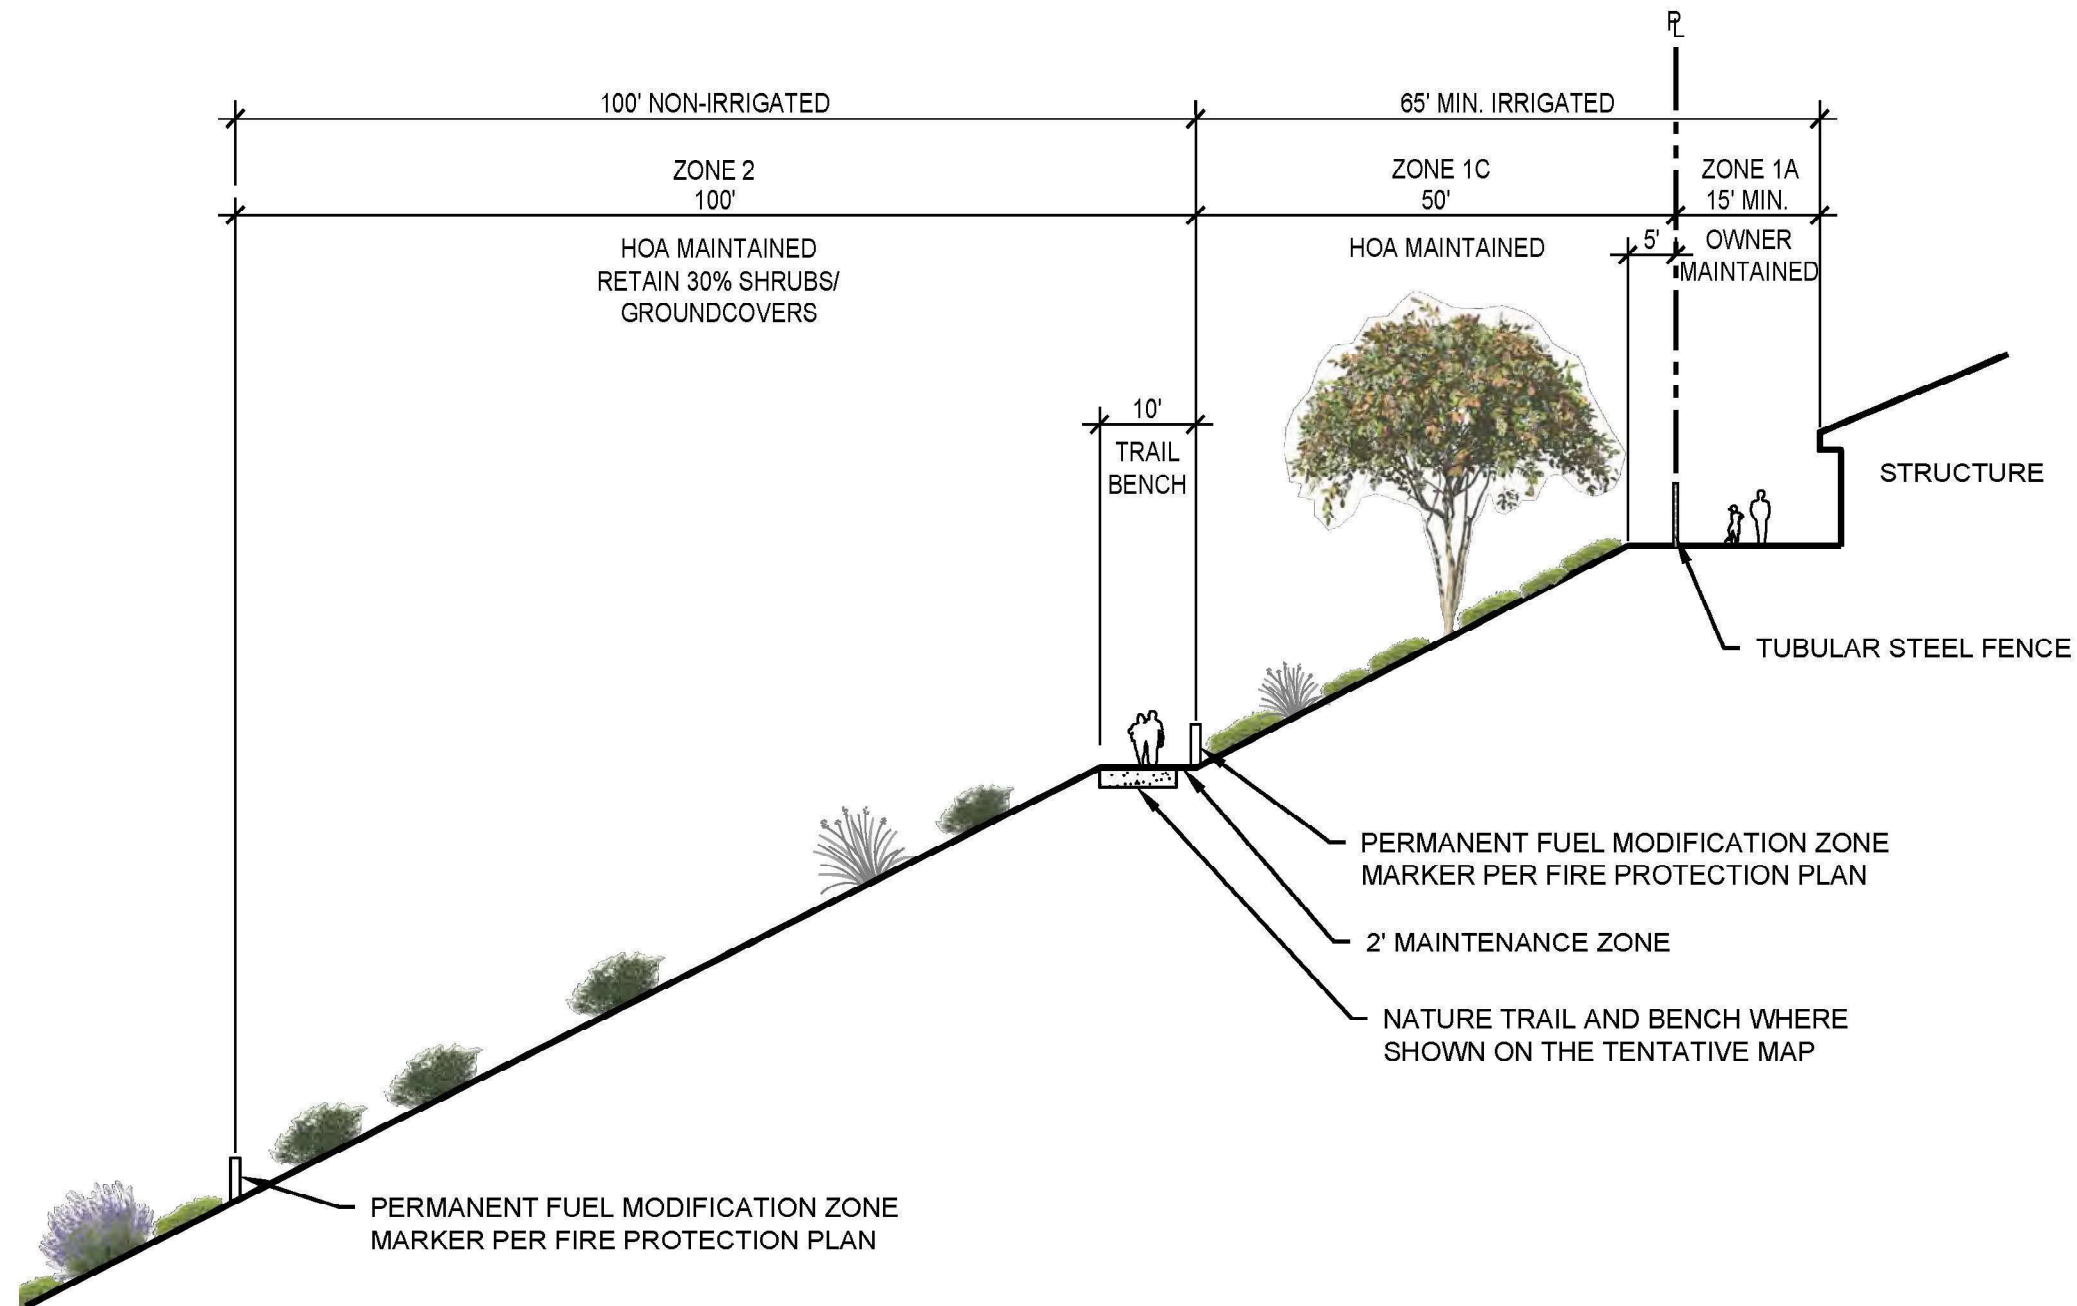 PL
100' NON-IRRIGATED
65' MIN. IRRIGATED
ZONE 2
100'
ZONE 1C
50'
ZONE 1A
15' MIN.
HOA MAINTAINED
RETAIN 30% SHRUBS/
GROUNDCOVERS
HOA MAINTAINED
5'
OWNER
MAINTAINED
10'
TRAIL
BENCH
STRUCTURE
TUBULAR STEEL FENCE
PERMANENT FUEL MODIFICATION ZONE
MARKER PER FIRE PROTECTION PLAN
2' MAINTENANCE ZONE
NATURE TRAIL AND BENCH WHERE
SHOWN ON THE TENTATIVE MAP
PERMANENT FUEL MODIFICATION ZONE
MARKER PER FIRE PROTECTION PLAN